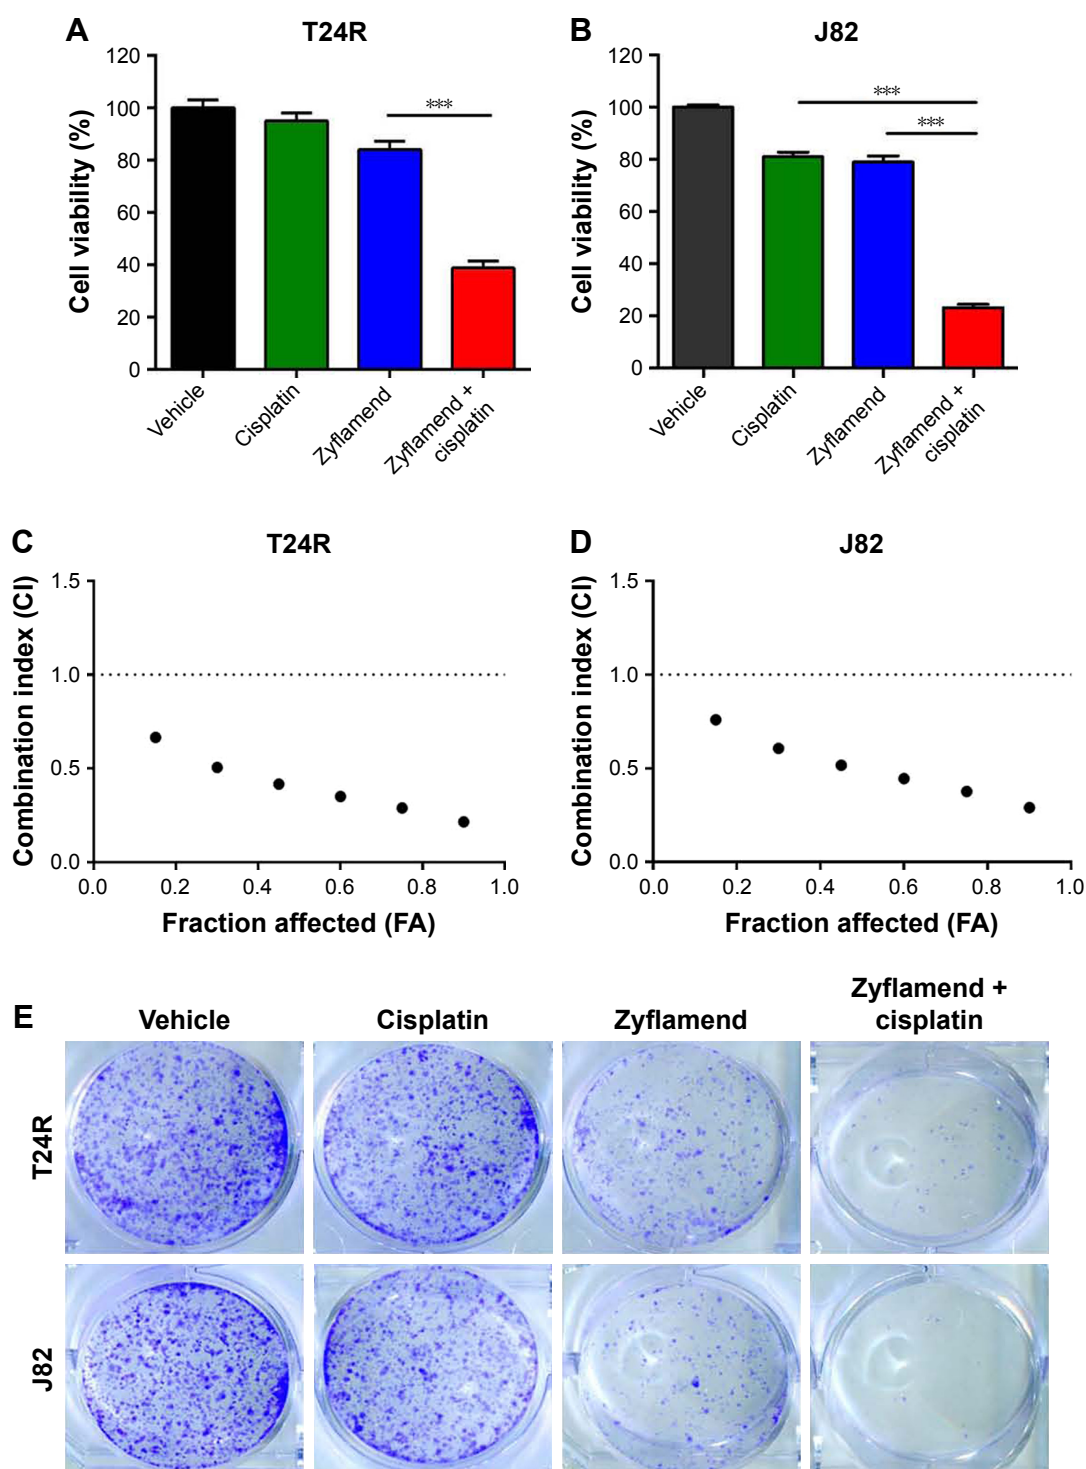 A
T24R
Cell viability (%)
120
100
80
60
40
20
0
***
Vehicle
Cisplatin
Zyflamend
Zyflamend +
cisplatin
B
J82
Cell viability (%)
120
100
80
60
40
20
0
***
***
Vehicle
Cisplatin
Zyflamend
Zyflamend +
cisplatin
C
T24R
Combination index (CI)
1.5
1.0
0.5
0.0
0.0 0.2 0.4 0.6 0.8 1.0
Fraction affected (FA)
D
J82
Combination index (CI)
1.5
1.0
0.5
0.0
0.0 0.2 0.4 0.6 0.8 1.0
Fraction affected (FA)
E
Vehicle
Cisplatin
Zyflamend
Zyflamend +
cisplatin
T24R
J82